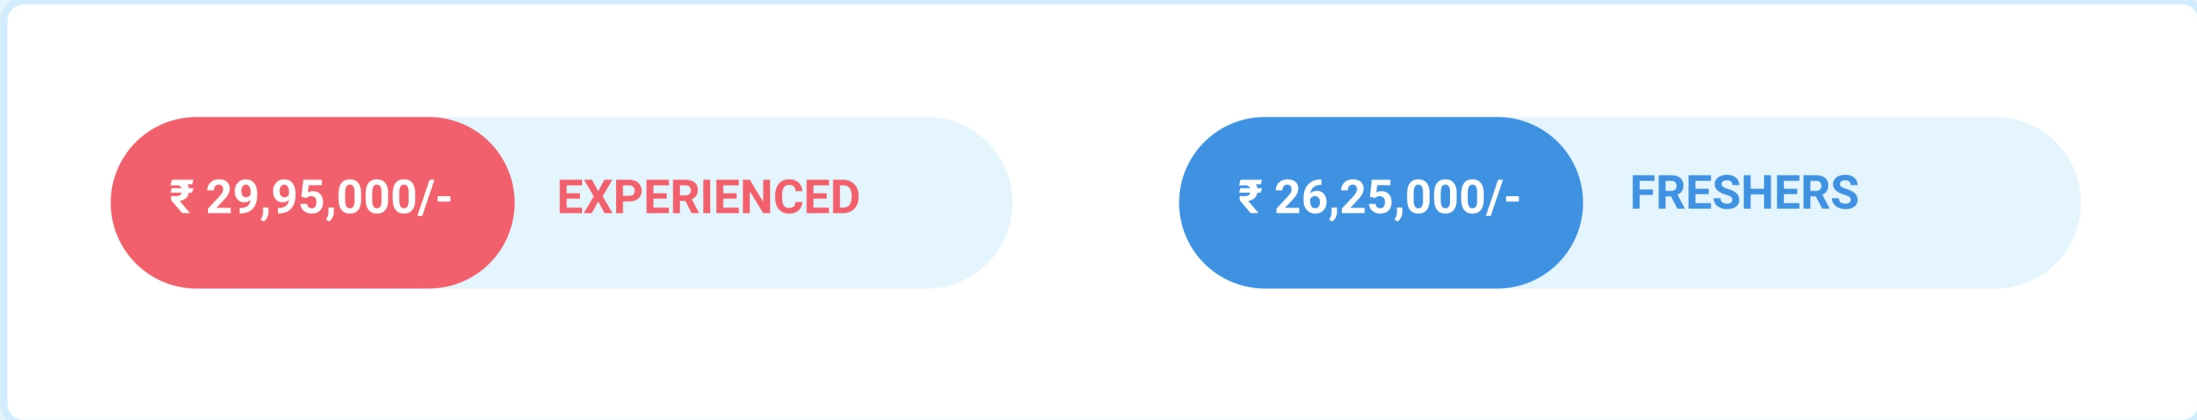 ₹ 29,95,000/- EXPERIENCED
₹ 26,25,000/- FRESHERS